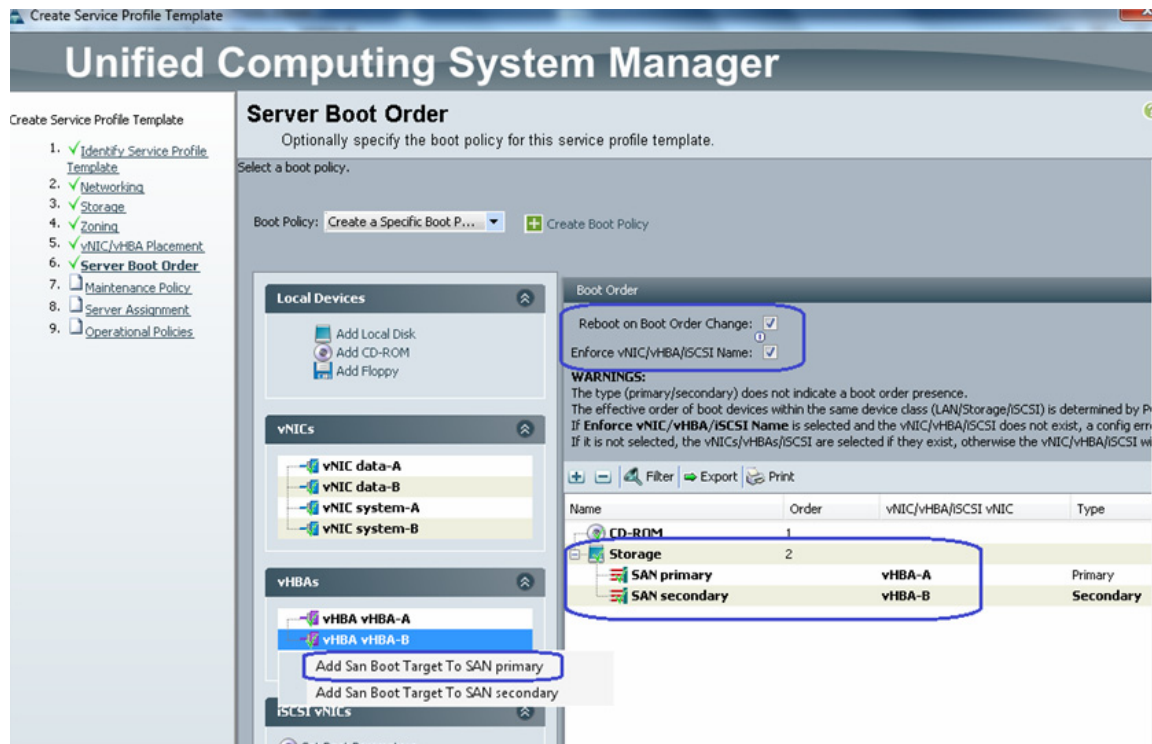 Create Service Profile Template
Unified Computing System Manager
Create Service Profile Template
1. Identify Service Profile
Template
2. Networking
3. Storage
4. Zoning
5. vNIC/vHBA Placement
6. Server Boot Order
7. Maintenance Policy
8. Server Assignment
9. Operational Policies
Server Boot Order
Optionally specify the boot policy for this service profile template.
Select a boot policy.
Boot Policy: Create a Specific Boot P...
Create Boot Policy
Local Devices
Add Local Disk
Add CD-ROM
Add Floppy
vNICs
vNIC data-A
vNIC data-B
vNIC system-A
vNIC system-B
vHBAs
vHBA vHBA-A
vHBA vHBA-B
Add San Boot Target To SAN primary
Add San Boot Target To SAN secondary
iSCSI vNICs
Boot Order
Reboot on Boot Order Change:
Enforce vNIC/vHBA/iSCSI Name:
WARNINGS:
The type (primary/secondary) does not indicate a boot order presence.
The effective order of boot devices within the same device class (LAN/Storage/iSCSI) is determined by P
If Enforce vNIC/vHBA/iSCSI Name is selected and the vNIC/vHBA/iSCSI does not exist, a config err
If it is not selected, the vNICs/vHBAs/iSCSI are selected if they exist, otherwise the vNIC/vHBA/iSCSI wi
Filter Export Print
Name Order vNIC/vHBA/iSCSI vNIC Type
CD-ROM 1
Storage 2
SAN primary vHBA-A Primary
SAN secondary vHBA-B Secondary